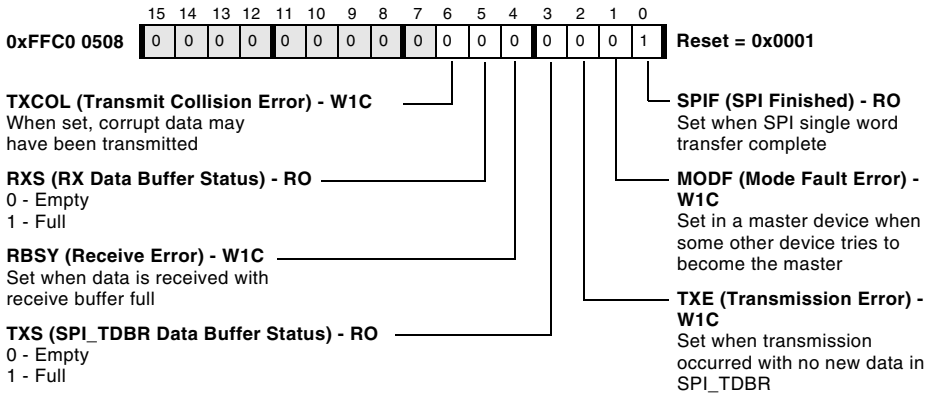 15 14 13 12 11 10 9 8 7 6 5 4 3 2 1 0
0xFFC0 0508 0 0 0 0 0 0 0 0 0 0 0 0 0 0 0 1 Reset = 0x0001
TXCOL (Transmit Collision Error) - W1C
When set, corrupt data may
have been transmitted
RXS (RX Data Buffer Status) - RO
0 - Empty
1 - Full
RBSY (Receive Error) - W1C
Set when data is received with
receive buffer full
TXS (SPI_TDBR Data Buffer Status) - RO
0 - Empty
1 - Full
SPIF (SPI Finished) - RO
Set when SPI single word
transfer complete
MODF (Mode Fault Error) -
W1C
Set in a master device when
some other device tries to
become the master
TXE (Transmission Error) -
W1C
Set when transmission
occurred with no new data in
SPI_TDBR